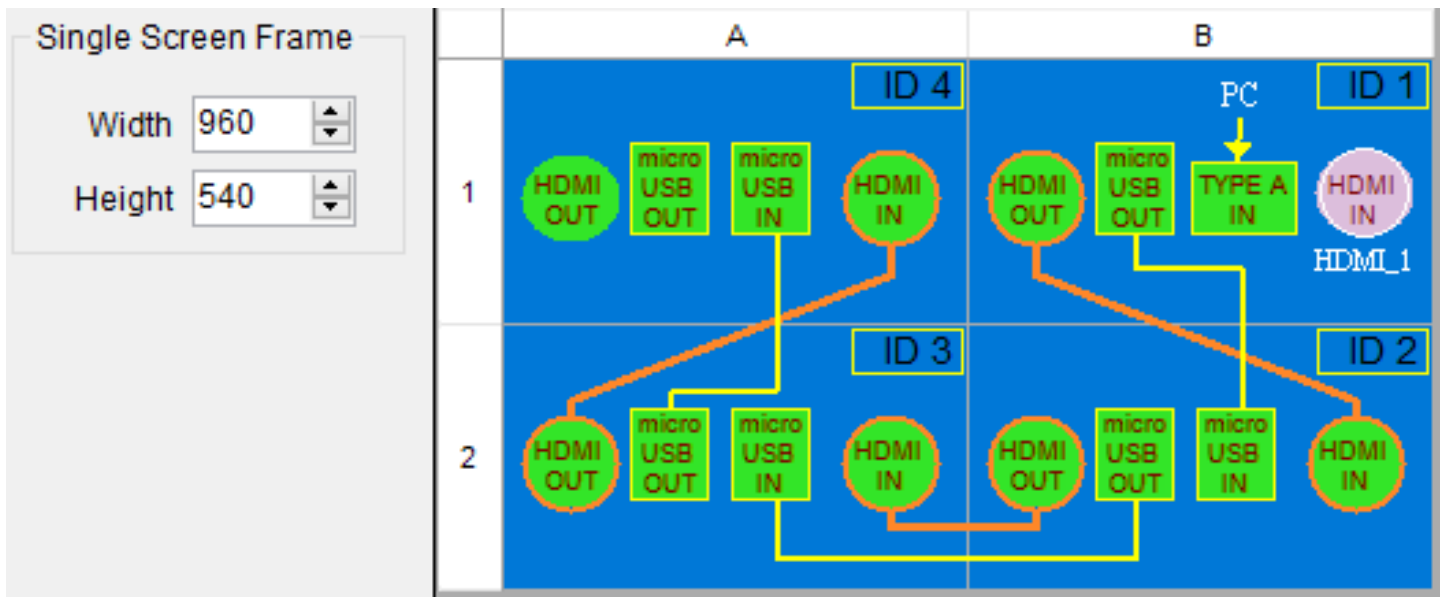 Single Screen Frame
Width 960
Height 540
A B
1
ID 4
HDMI
OUT
micro
USB
OUT
micro
USB
IN
HDMI
IN
ID 1
PC
HDMI
OUT
micro
USB
OUT
TYPE A
IN
HDMI
IN
HDMI_1
2
ID 3
HDMI
OUT
micro
USB
OUT
micro
USB
IN
HDMI
IN
ID 2
HDMI
OUT
micro
USB
OUT
micro
USB
IN
HDMI
IN